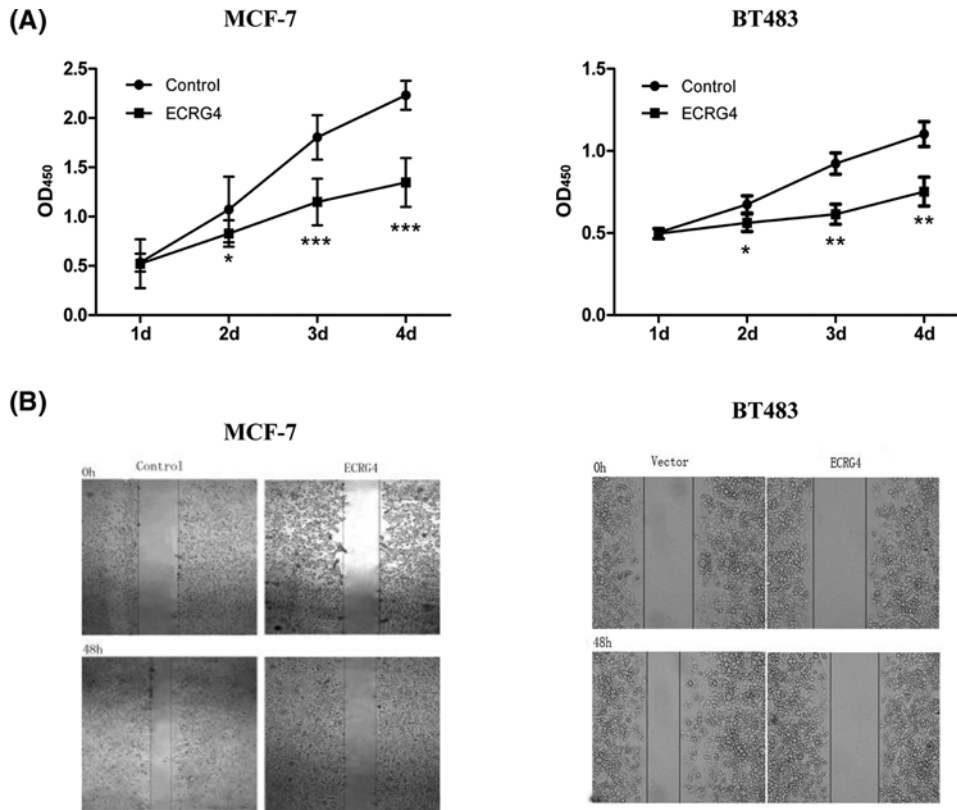 (A)
MCF-7
BT483
2.5
2.0
1.5
1.0
0.5
0.0
OD450
Control
ECRG4
*
***
***
1d
2d
3d
4d
1.5
1.0
0.5
0.0
OD450
Control
ECRG4
*
**
**
1d
2d
3d
4d
(B)
MCF-7
BT483
0h
Control
ECRG4
48h
0h
Vector
ECRG4
48h